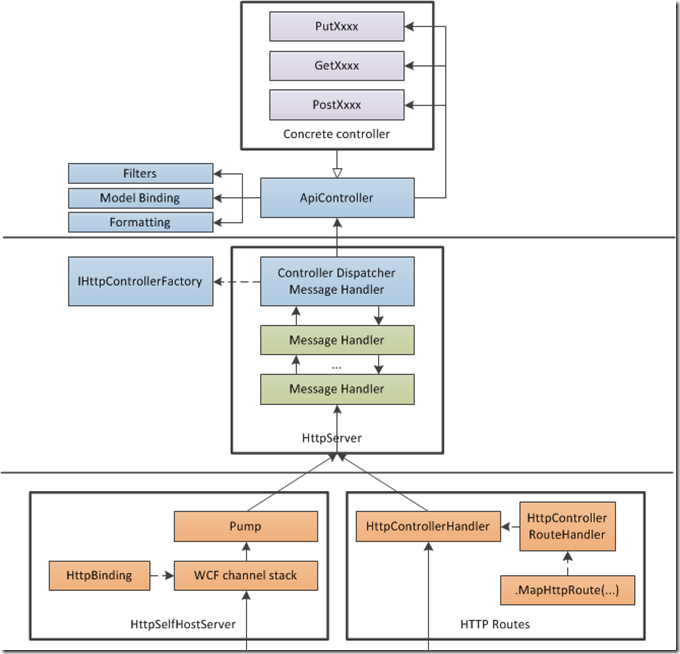 PutXxxx
GetXxxx
PostXxxx
Concrete controller
Filters
Model Binding
Formatting
ApiController
IHttpControllerFactory
Controller Dispatcher
Message Handler
Message Handler
...
Message Handler
HttpServer
Pump
HttpBinding
WCF channel stack
HttpSelfHostServer
HttpControllerHandler
HttpController
RouteHandler
.MapHttpRoute(...)
HTTP Routes